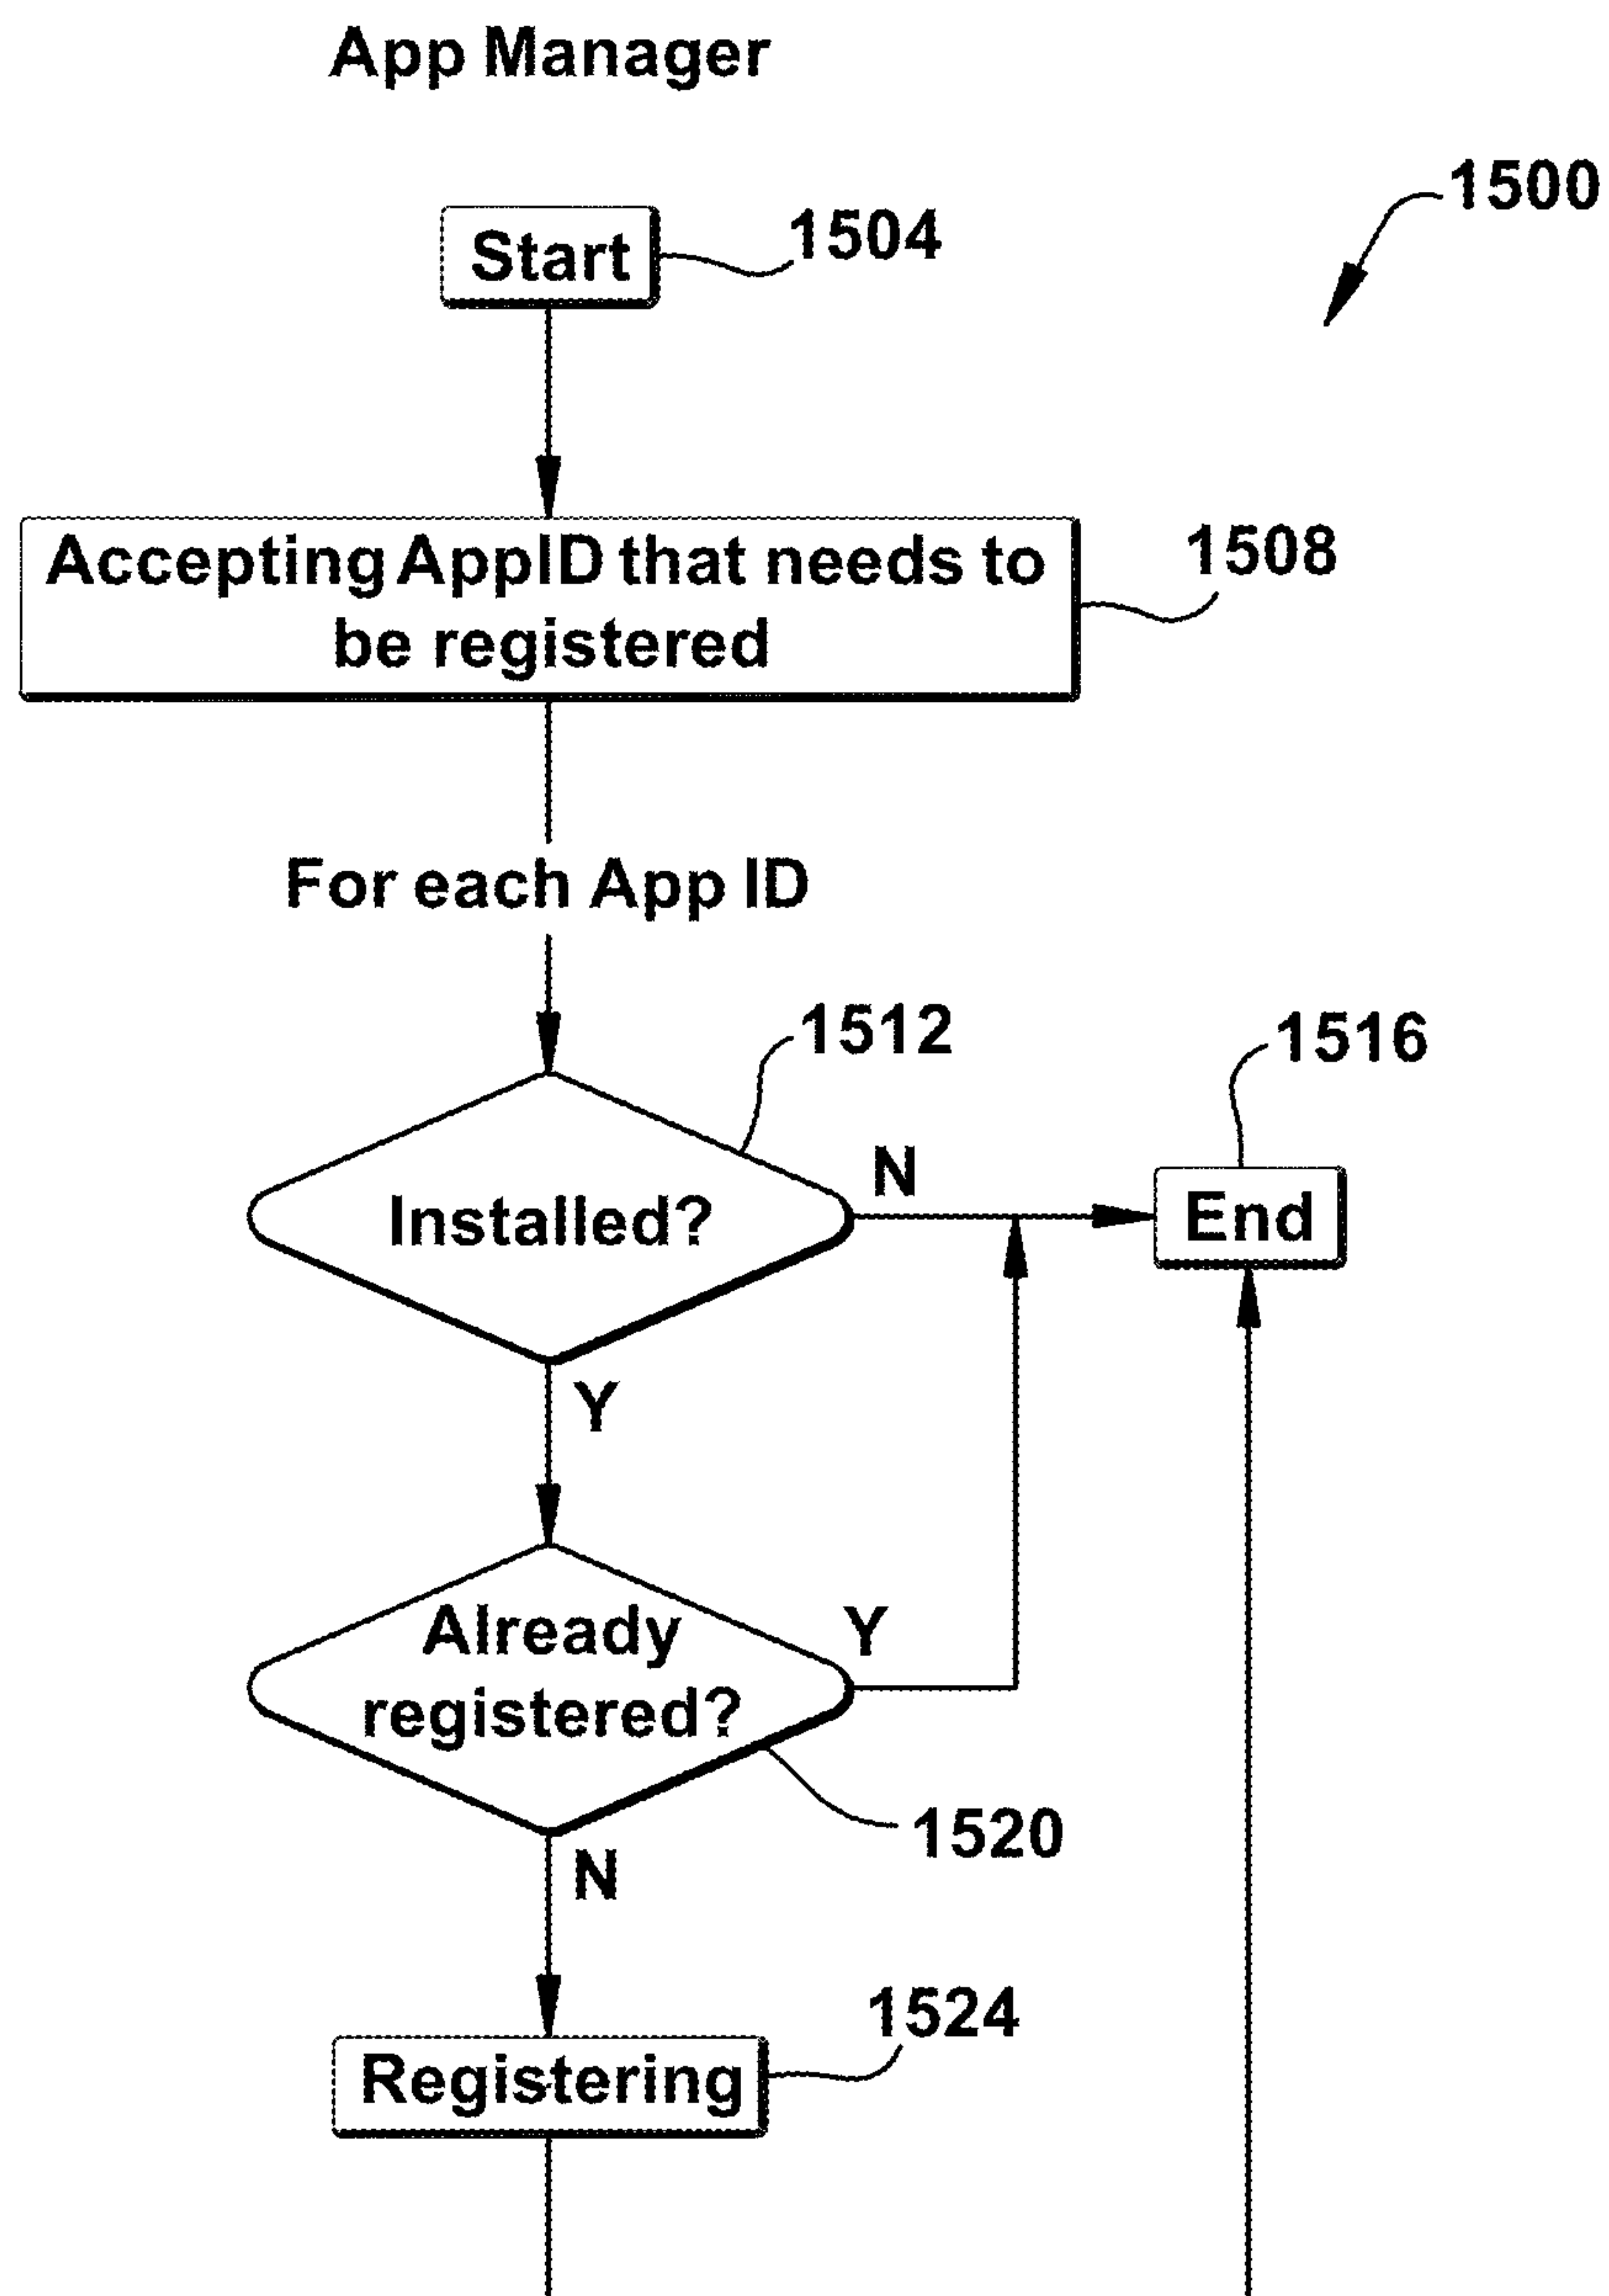 App Manager
1500
Start
1504
Accepting AppID that needs to
be registered
1508
For each App ID
1512
1516
Installed?
N
End
Y
Already
registered?
Y
1520
N
1524
Registering